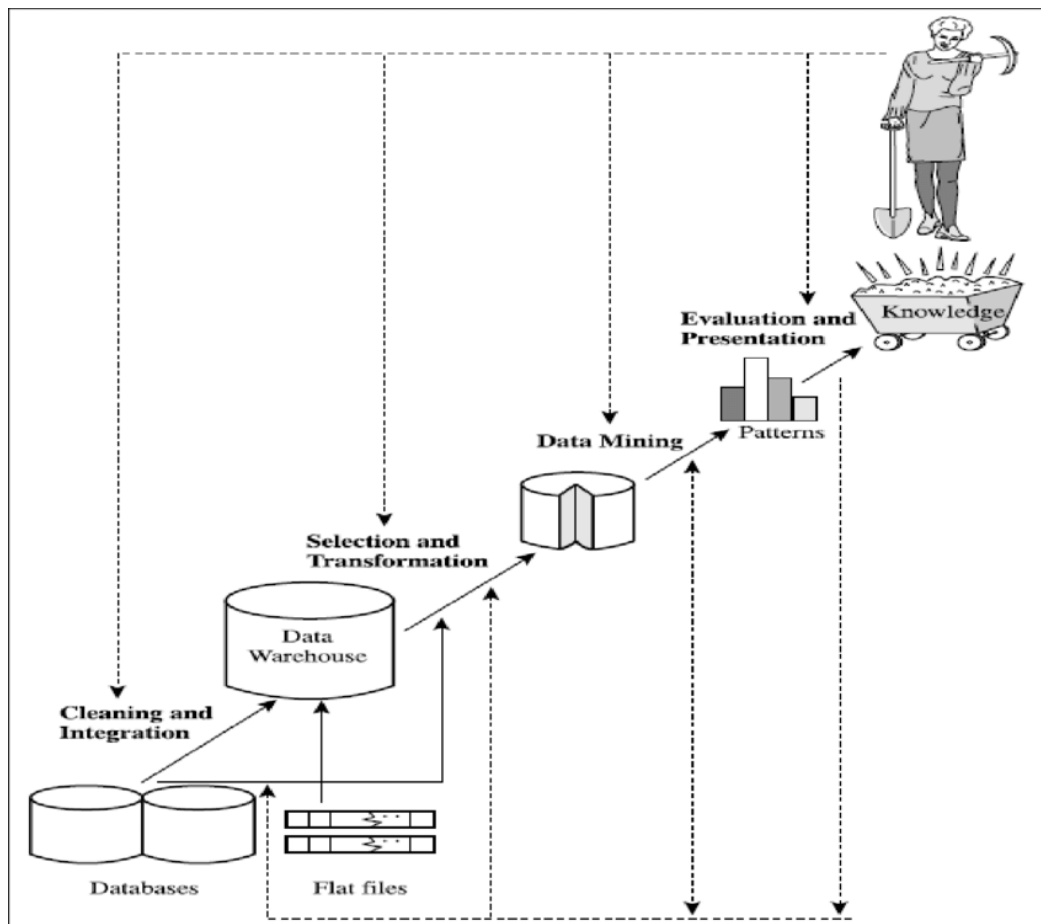 Knowledge
Evaluation and
Presentation
Patterns
Data Mining
Selection and
Transformation
Data
Warehouse
Cleaning and
Integration
Databases
Flat files